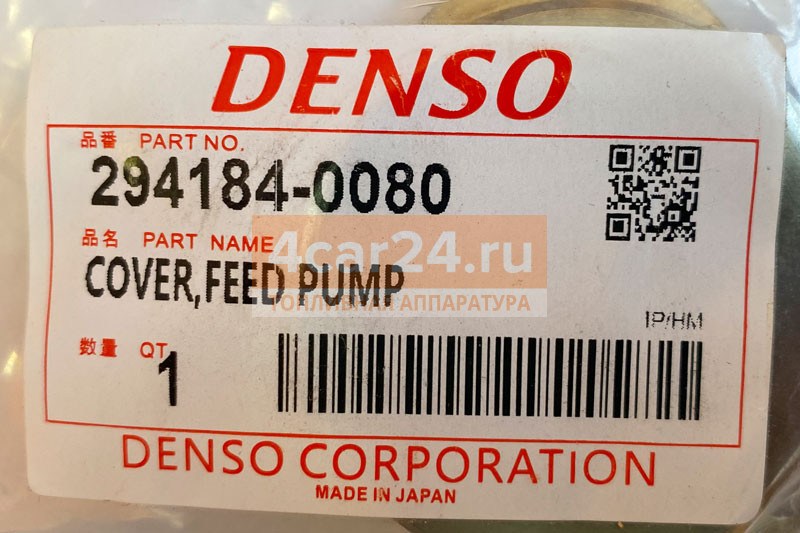 DENSO
品番 PART NO.
294184-0080
品名 PART NAME
4car24.ru
COVER,FEED PUMP
ТОПЛИВНАЯ АППАРАТУРА
IP/HM
数量 QT
1
DENSO CORPORATION
MADE IN JAPAN